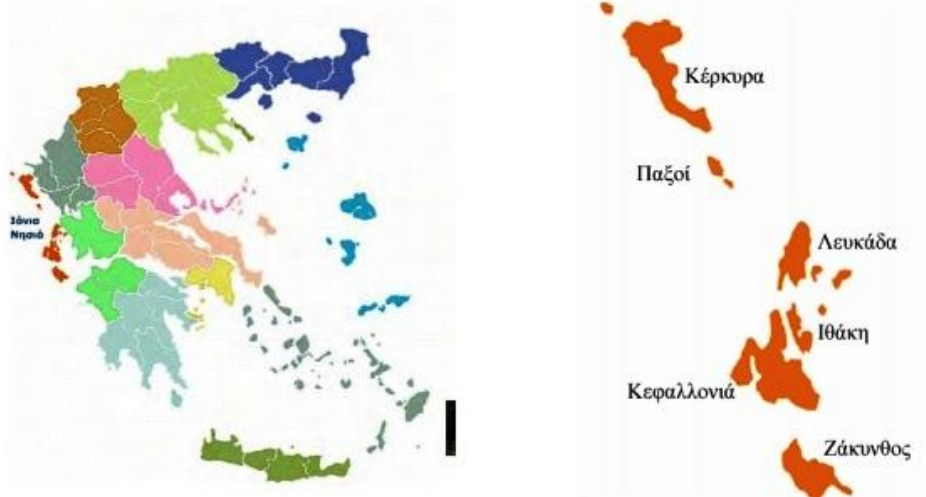 Ιόνια
Νησιά
Κέρκυρα
Παξοί
Λευκάδα
Ιθάκη
Κεφαλλονιά
Ζάκυνθος